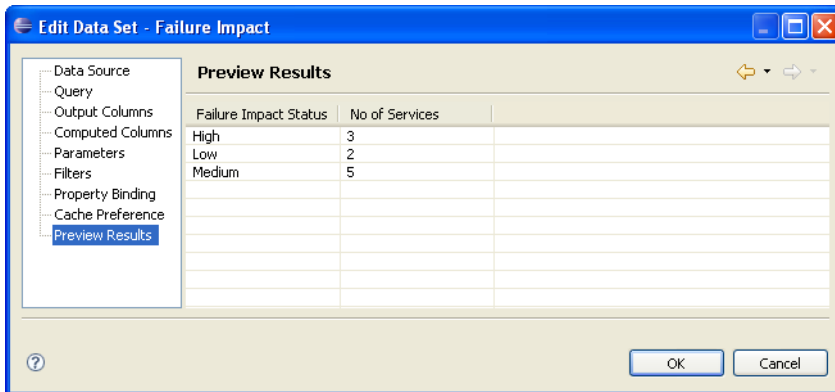 Edit Data Set - Failure Impact
Data Source
Query
Output Columns
Computed Columns
Parameters
Filters
Property Binding
Cache Preference
Preview Results
Preview Results
Failure Impact Status No of Services
High 3
Low 2
Medium 5
?
OK Cancel